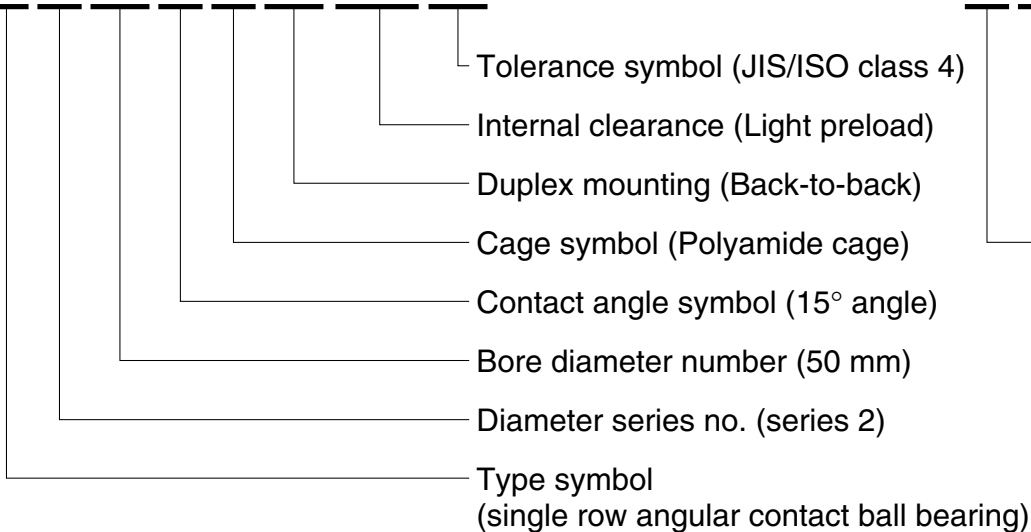 Tolerance symbol (JIS/ISO class 4)
Internal clearance (Light preload)
Duplex mounting (Back-to-back)
Cage symbol (Polyamide cage)
Contact angle symbol (15° angle)
Bore diameter number (50 mm)
Diameter series no. (series 2)
Type symbol
(single row angular contact ball bearing)